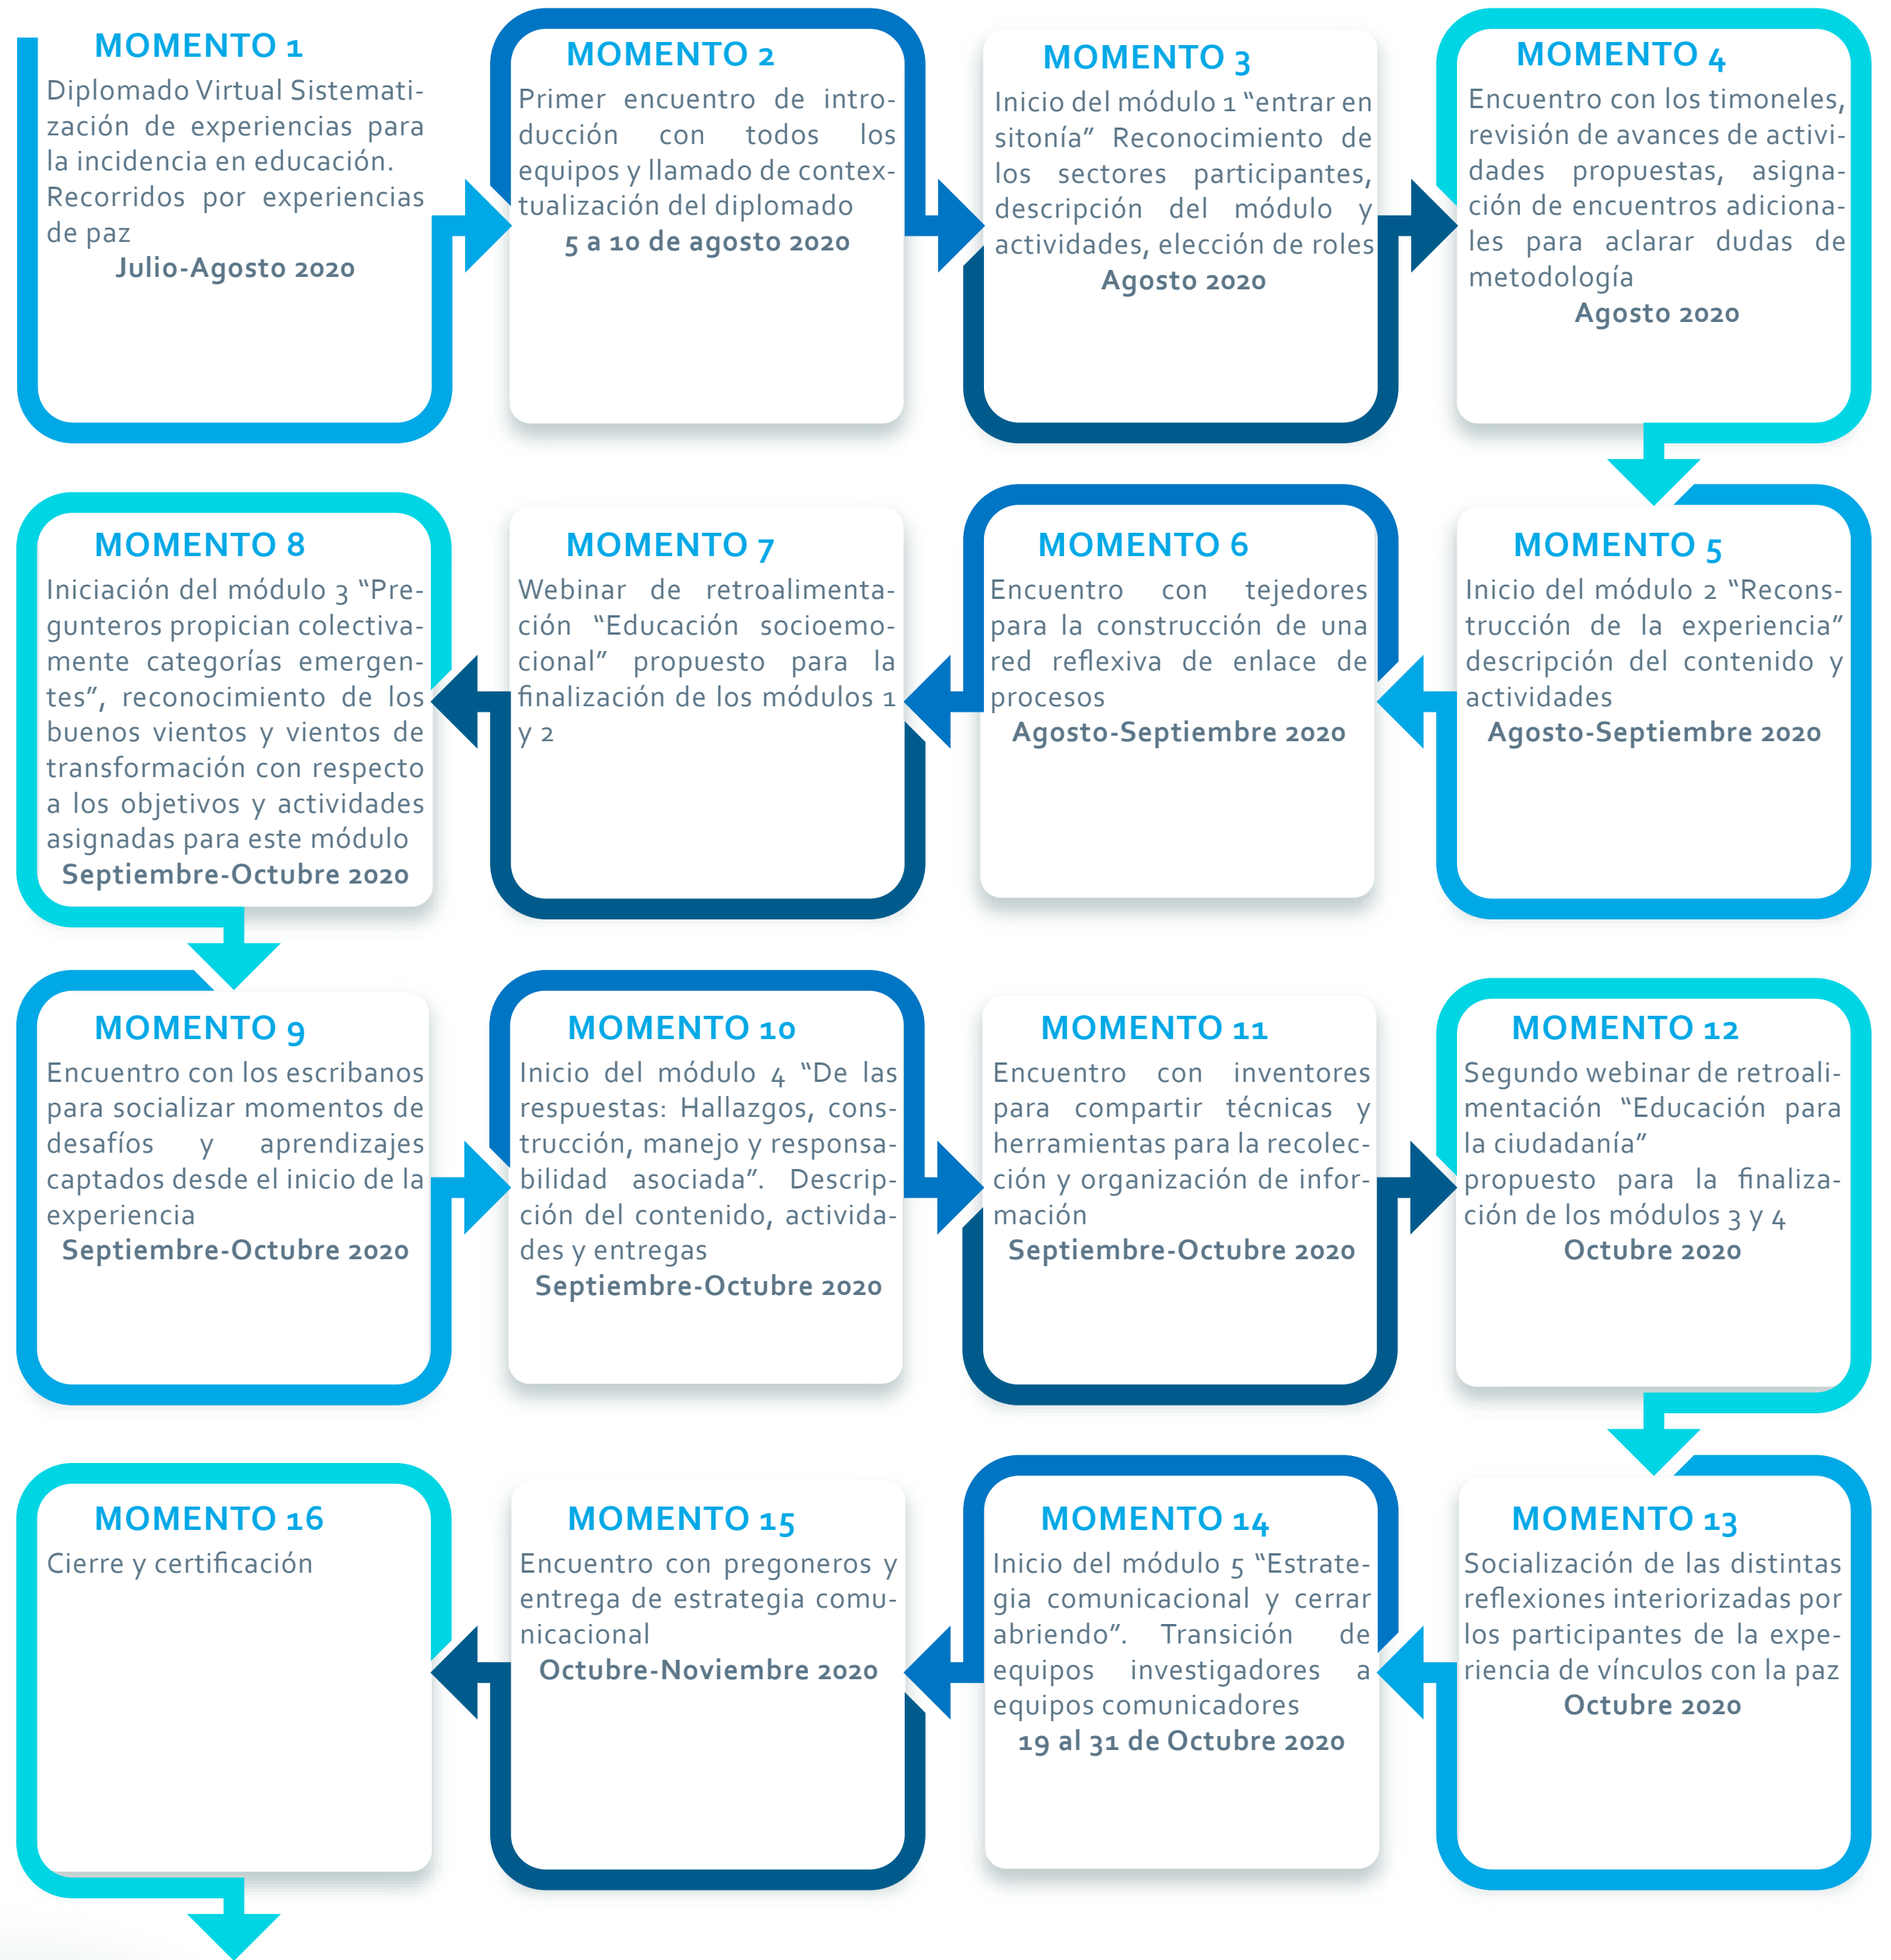 MOMENTO 1
Diplomado Virtual Sistemati-
zación de experiencias para
la incidencia en educación.
Recorridos por experiencias
de paz
Julio-Agosto 2020
MOMENTO 2
Primer encuentro de intro-
ducción con todos los
equipos y llamado de contex-
tualización del diplomado
5 a 10 de agosto 2020
MOMENTO 3
Inicio del módulo 1 “entrar en
sitonía” Reconocimiento de
los sectores participantes,
descripción del módulo y
actividades, elección de roles
Agosto 2020
MOMENTO 4
Encuentro con los timoneles,
revisión de avances de activi-
dades propuestas, asigna-
ción de encuentros adiciona-
les para aclarar dudas de
metodología
Agosto 2020
MOMENTO 5
Inicio del módulo 2 “Recons-
trucción de la experiencia”
descripción del contenido y
actividades
Agosto-Septiembre 2020
MOMENTO 6
Encuentro con tejedores
para la construcción de una
red reflexiva de enlace de
procesos
Agosto-Septiembre 2020
MOMENTO 7
Webinar de retroalimenta-
ción “Educación socioemo-
cional” propuesto para la
finalización de los módulos 1
y 2
MOMENTO 8
Iniciación del módulo 3 “Pre-
gunteros propician colectiva-
mente categorías emergen-
tes”, reconocimiento de los
buenos vientos y vientos de
transformación con respecto
a los objetivos y actividades
asignadas para este módulo
Septiembre-Octubre 2020
MOMENTO 9
Encuentro con los escribanos
para socializar momentos de
desafíos y aprendizajes
captados desde el inicio de la
experiencia
Septiembre-Octubre 2020
MOMENTO 10
Inicio del módulo 4 “De las
respuestas: Hallazgos, cons-
trucción, manejo y responsa-
bilidad asociada”. Descrip-
ción del contenido, activida-
des y entregas
Septiembre-Octubre 2020
MOMENTO 11
Encuentro con inventores
para compartir técnicas y
herramientas para la recolec-
ción y organización de infor-
mación
Septiembre-Octubre 2020
MOMENTO 12
Segundo webinar de retroali-
mentación “Educación para
la ciudadanía”
propuesto para la finaliza-
ción de los módulos 3 y 4
Octubre 2020
MOMENTO 13
Socialización de las distintas
reflexiones interiorizadas por
los participantes de la expe-
riencia de vínculos con la paz
Octubre 2020
MOMENTO 14
Inicio del módulo 5 “Estrate-
gia comunicacional y cerrar
abriendo”. Transición de
equipos investigadores a
equipos comunicadores
19 al 31 de Octubre 2020
MOMENTO 15
Encuentro con pregoneros y
entrega de estrategia comu-
nicacional
Octubre-Noviembre 2020
MOMENTO 16
Cierre y certificación